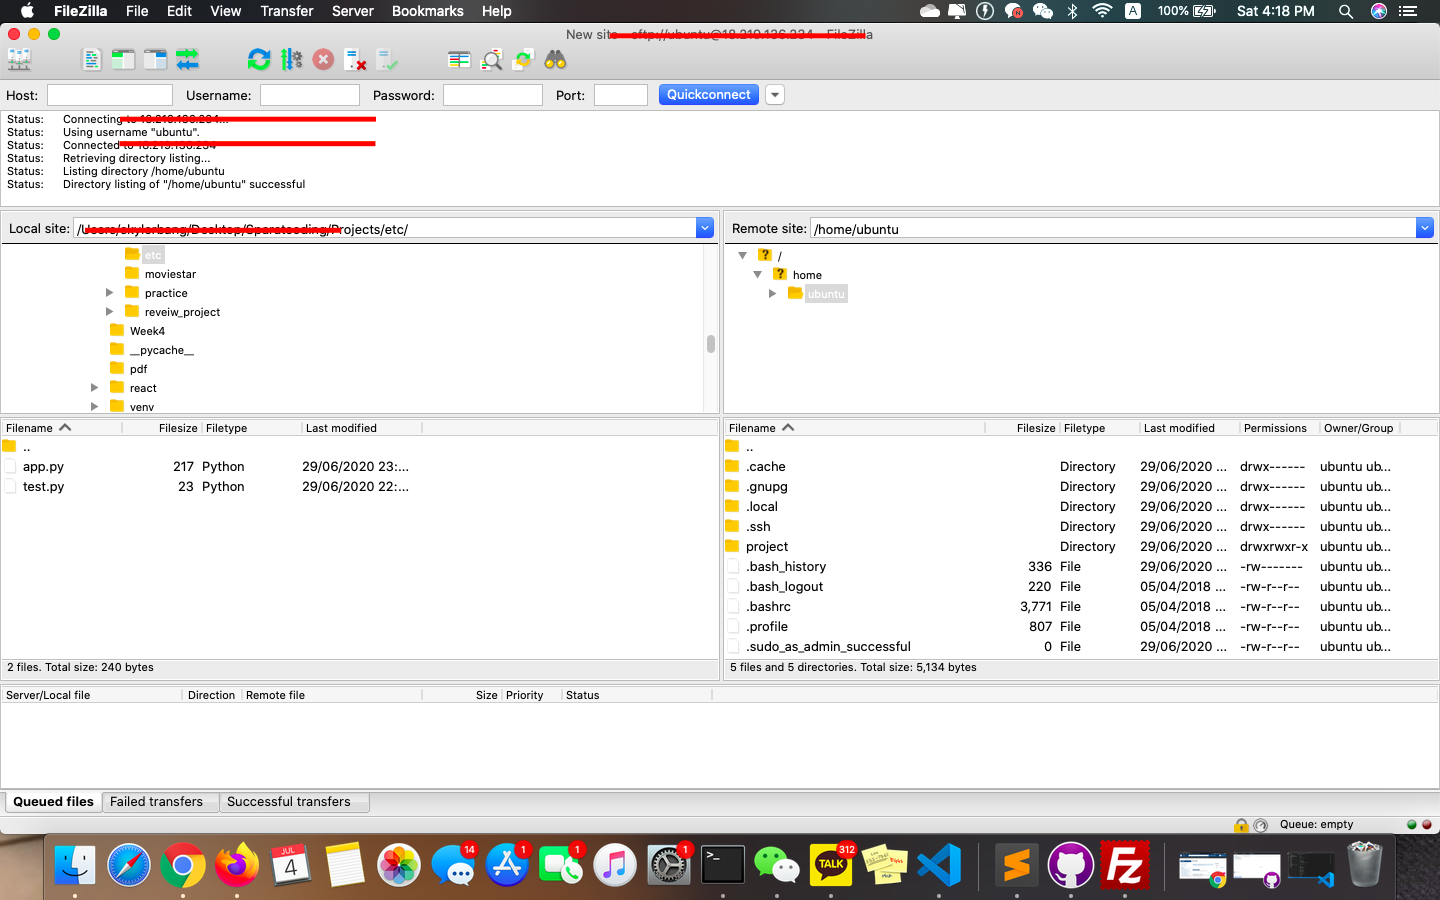 FileZilla File Edit View Transfer Server Bookmarks Help A 100% Sat 4:18 PM
New site - sftp://ubuntu@18.219.136.234 - FileZilla
Host: Username: Password: Port: Quickconnect
Status: Connecting to
Status: Using username "ubuntu".
Status: Connected to
Status: Retrieving directory listing...
Status: Listing directory /home/ubuntu
Status: Directory listing of "/home/ubuntu" successful
Local site: Projects/etc/
etc
moviestar
practice
reveiw_project
Week4
__pycache__
pdf
react
venv
Remote site: /home/ubuntu
/
home
ubuntu
Filename Filesize Filetype Last modified
..
app.py 217 Python 29/06/2020 23:...
test.py 23 Python 29/06/2020 22:...
2 files. Total size: 240 bytes
Filename Filesize Filetype Last modified Permissions Owner/Group
..
.cache Directory 29/06/2020 ... drwx------ ubuntu ub...
.gnupg Directory 29/06/2020 ... drwx------ ubuntu ub...
.local Directory 29/06/2020 ... drwx------ ubuntu ub...
.ssh Directory 29/06/2020 ... drwx------ ubuntu ub...
project Directory 29/06/2020 ... drwxrwxr-x ubuntu ub...
.bash_history 336 File 29/06/2020 ... -rw------- ubuntu ub...
.bash_logout 220 File 05/04/2018 ... -rw-r--r-- ubuntu ub...
.bashrc 3,771 File 05/04/2018 ... -rw-r--r-- ubuntu ub...
.profile 807 File 05/04/2018 ... -rw-r--r-- ubuntu ub...
.sudo_as_admin_successful 0 File 29/06/2020 ... -rw-r--r-- ubuntu ub...
5 files and 5 directories. Total size: 5,134 bytes
Server/Local file Direction Remote file Size Priority Status
Queued files Failed transfers Successful transfers
Queue: empty
JUL 4 14 1 1 1 >_ TALK 312 Fz